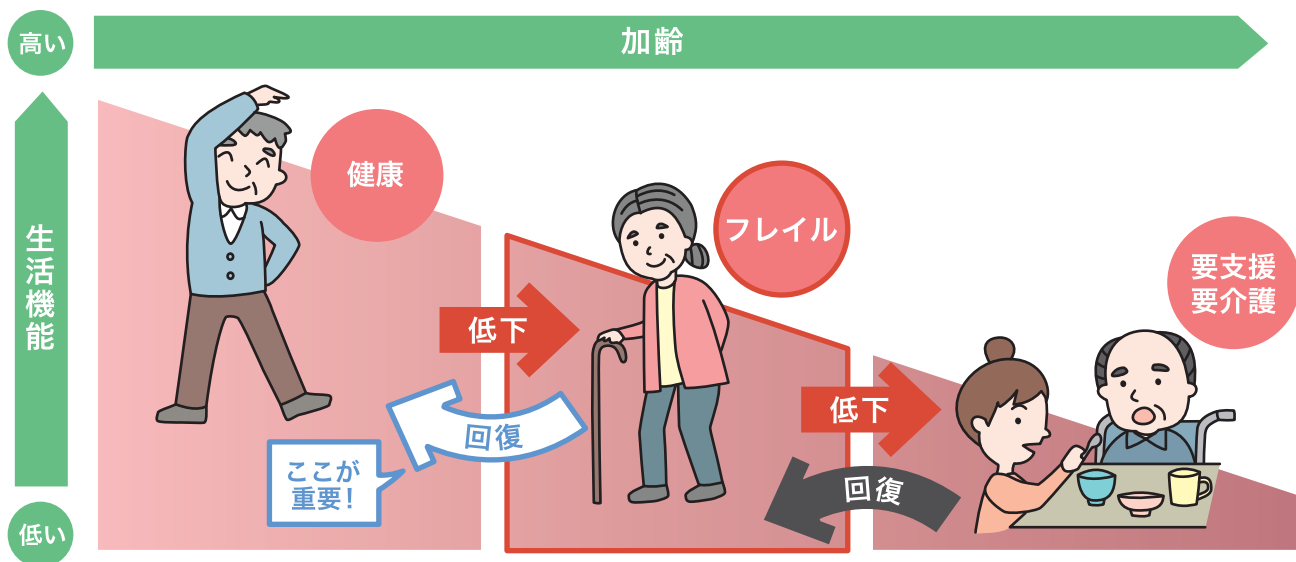 高い
加齢
健康
フレイル
生活機能
要支援
要介護
低下
低下
回復
ここが
重要!
回復
低い